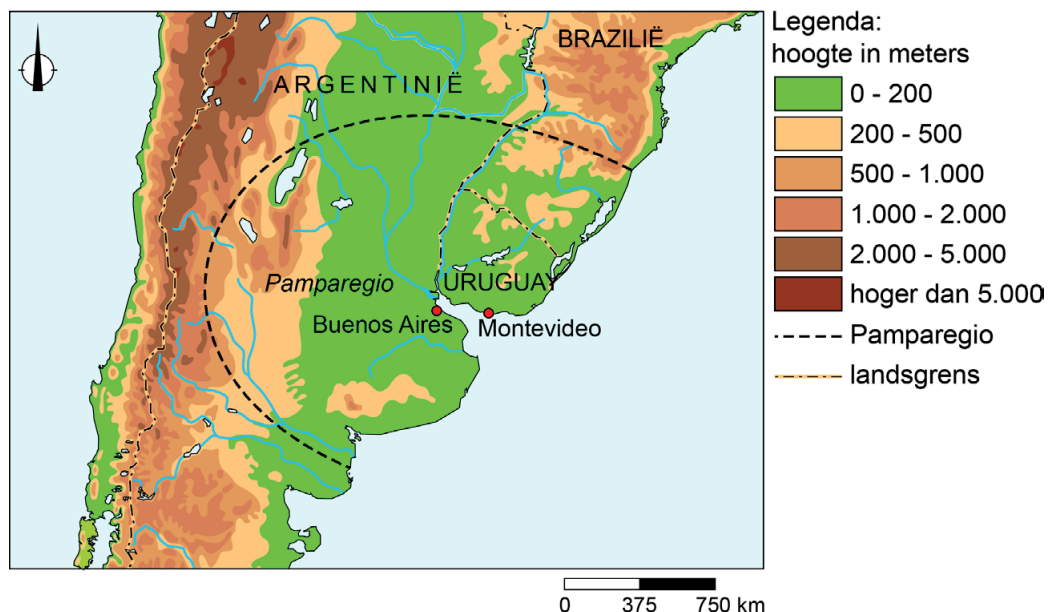 BRAZILIË
ARGENTINIË
Pamparegio
URUGUAY
Buenos Aires
Montevideo
Legenda:
hoogte in meters
0 - 200
200 - 500
500 - 1.000
1.000 - 2.000
2.000 - 5.000
hoger dan 5.000
Pamparegio
landsgrens
0 375 750 km